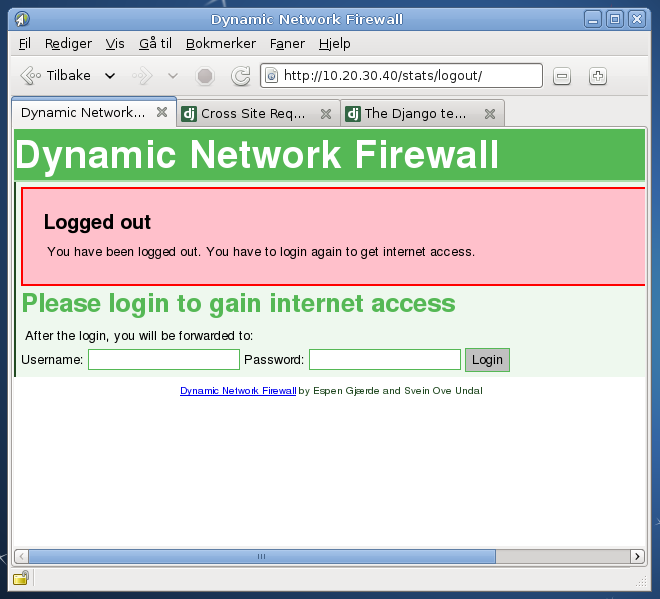 Dynamic Network Firewall
Fil Rediger Vis Gå til Bokmerker Faner Hjelp
Tilbake http://10.20.30.40/stats/logout/
Dynamic Network... Cross Site Req... The Django te...
Dynamic Network Firewall
Logged out
You have been logged out. You have to login again to get internet access.
Please login to gain internet access
After the login, you will be forwarded to:
Username: Password: Login
Dynamic Network Firewall by Espen Gjærde and Svein Ove Undal